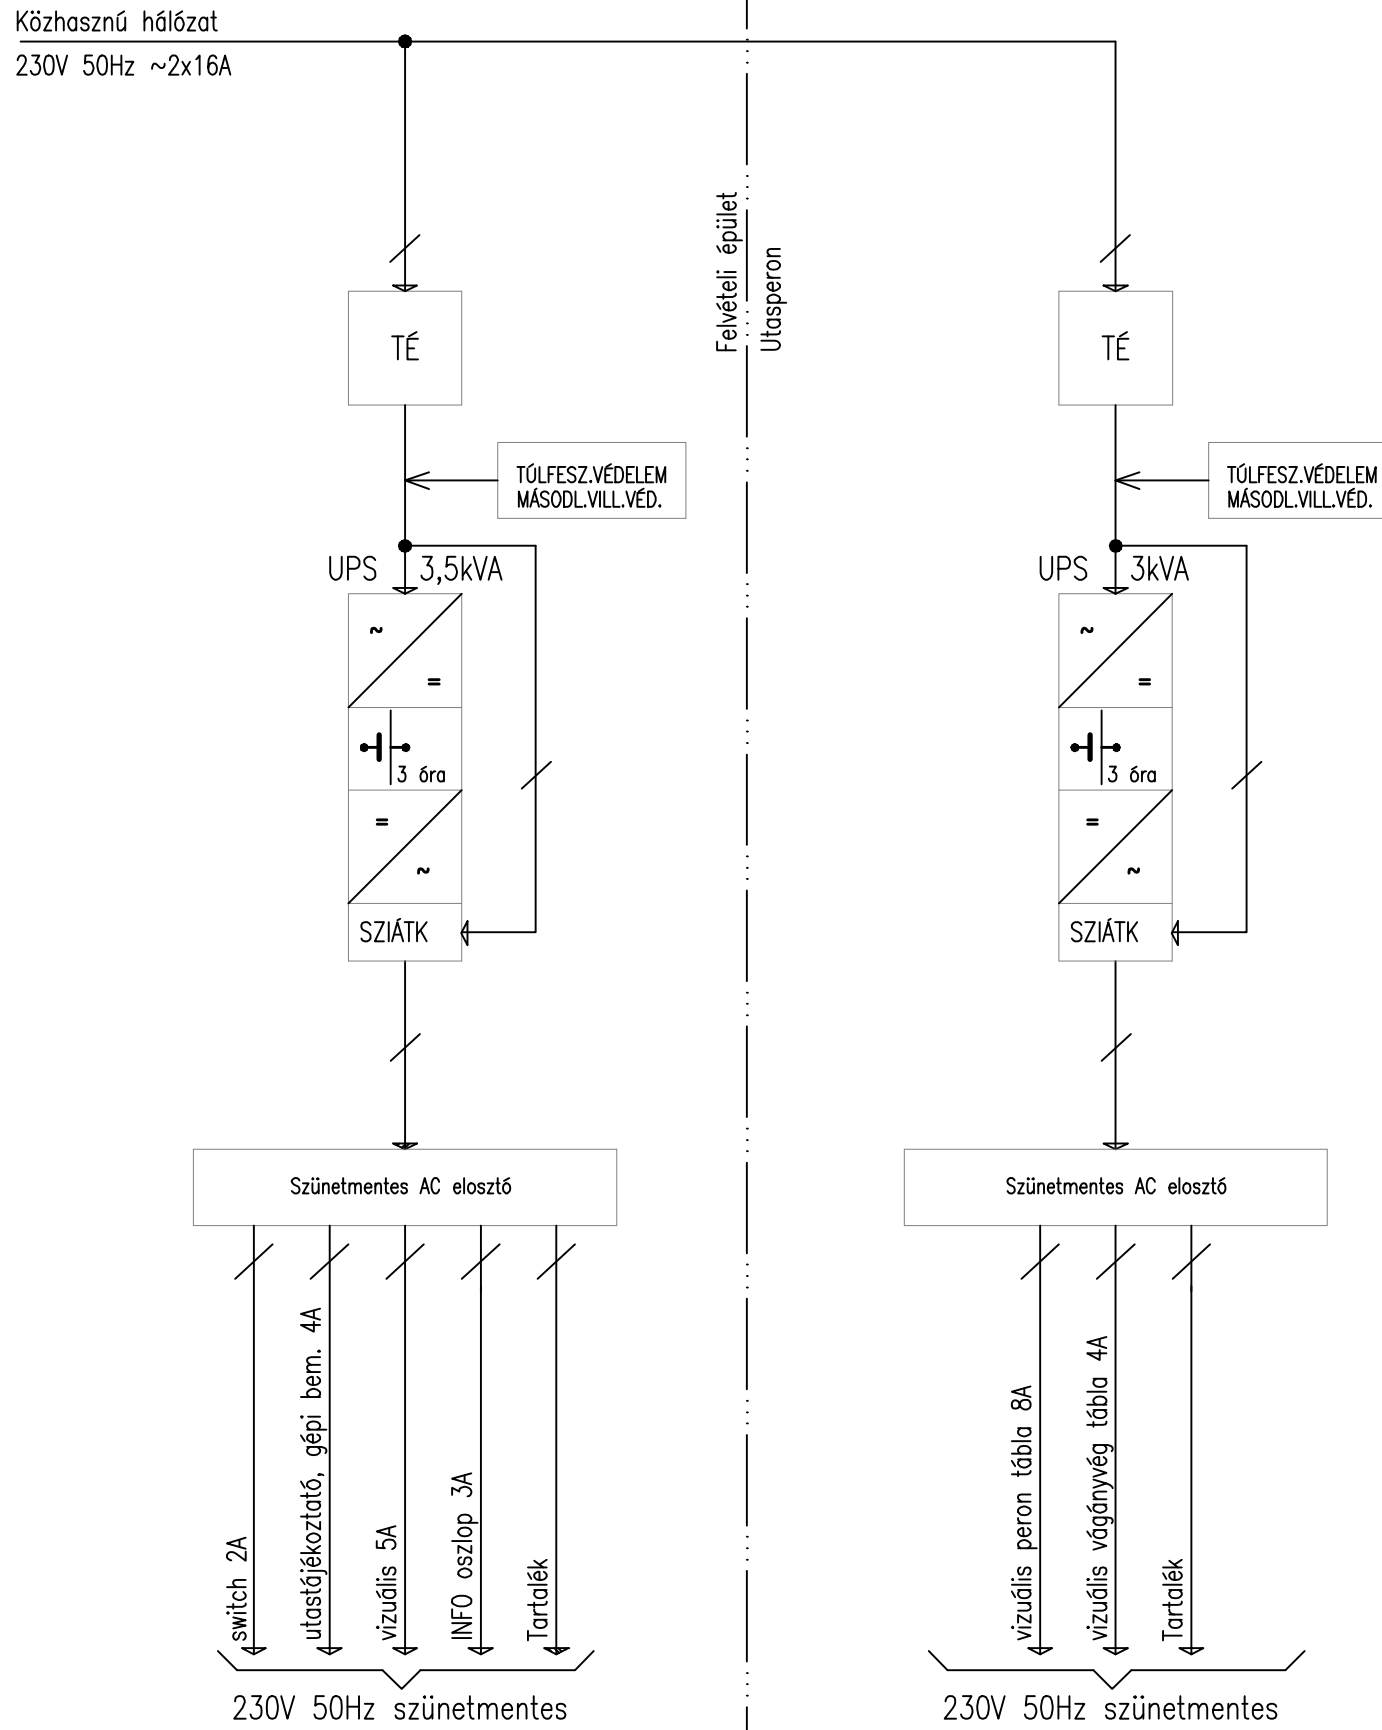 Közhasznú hálózat
230V 50Hz ~2x16A
Felvételi épület
Utasperon
TÉ
TÚLFESZ.VÉDELEM
MÁSODL.VILL.VÉD.
UPS 3,5kVA
~
=
3 óra
=
~
SZIÁTK
Szünetmentes AC elosztó
switch 2A
utastájékoztató, gépi bem. 4A
vizuális 5A
INFO oszlop 3A
Tartalék
230V 50Hz szünetmentes
TÉ
TÚLFESZ.VÉDELEM
MÁSODL.VILL.VÉD.
UPS 3kVA
~
=
3 óra
=
~
SZIÁTK
Szünetmentes AC elosztó
vizuális peron tábla 8A
vizuális vágányvég tábla 4A
Tartalék
230V 50Hz szünetmentes